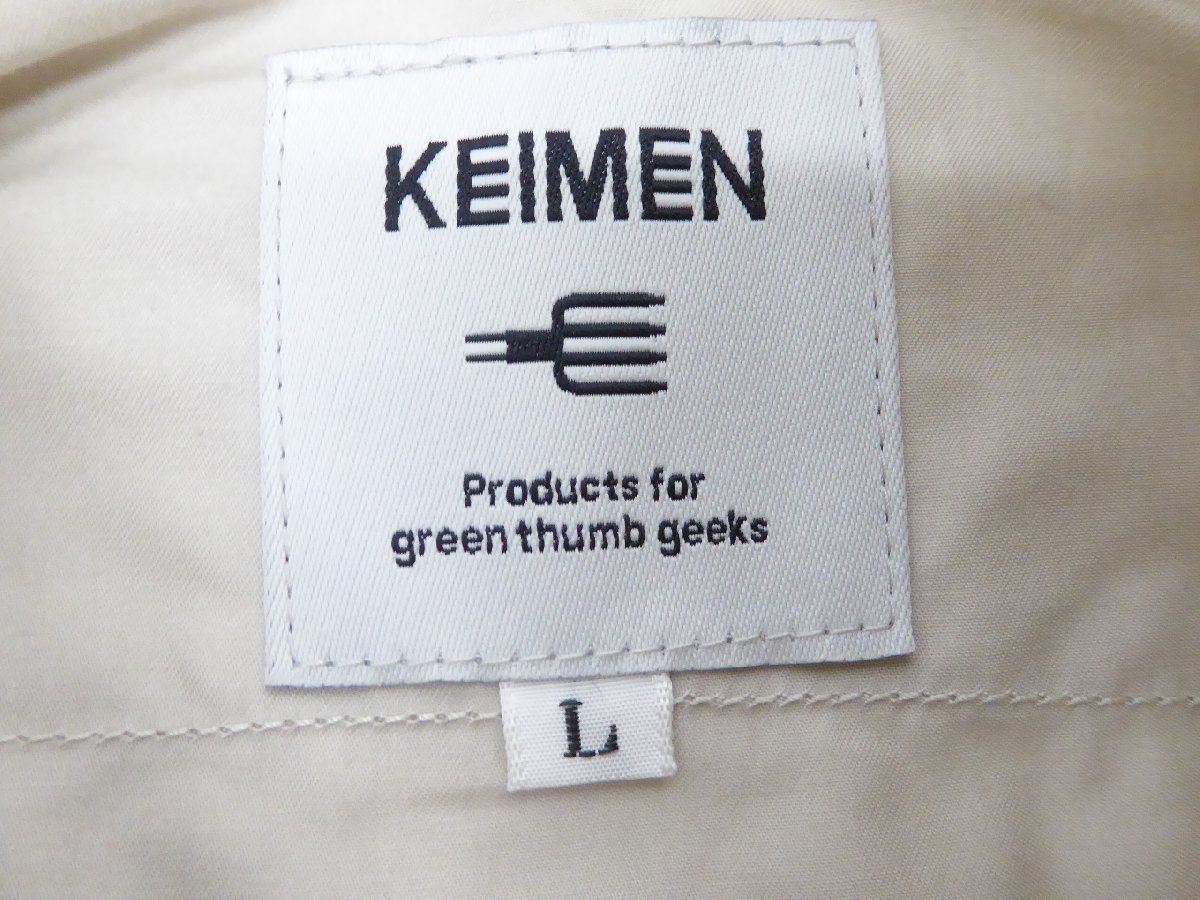 KEIMEN
Products for
green thumb geeks
L